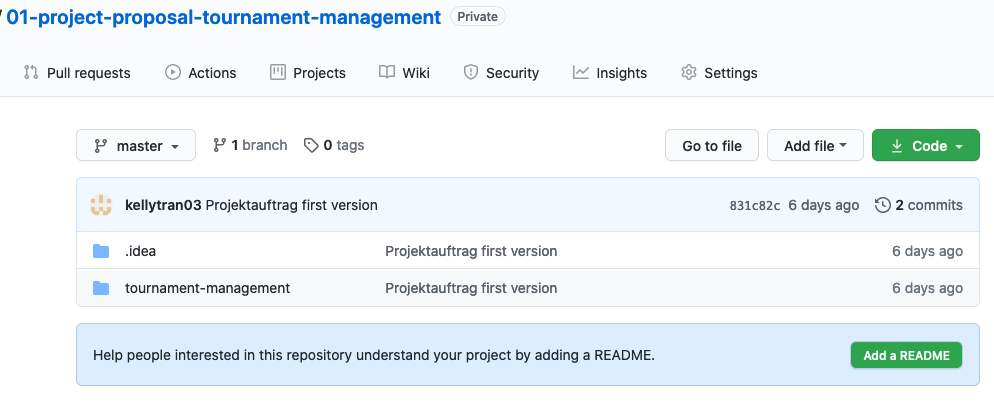 / 01-project-proposal-tournament-management Private
Pull requests Actions Projects Wiki Security Insights Settings
master 1 branch 0 tags Go to file Add file Code
kellytran03 Projektauftrag first version 831c82c 6 days ago 2 commits
.idea Projektauftrag first version 6 days ago
tournament-management Projektauftrag first version 6 days ago
Help people interested in this repository understand your project by adding a README. Add a README